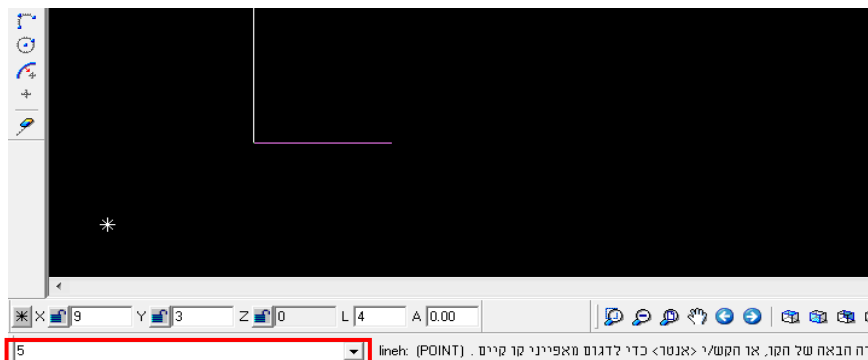 X 9 Y 3 Z 0 L 4 A 0.00
5 lineh: (POINT) . ח הבאה של הקו, או הקש/י <אנטר> כדי לדגום מאפייני קו קיים